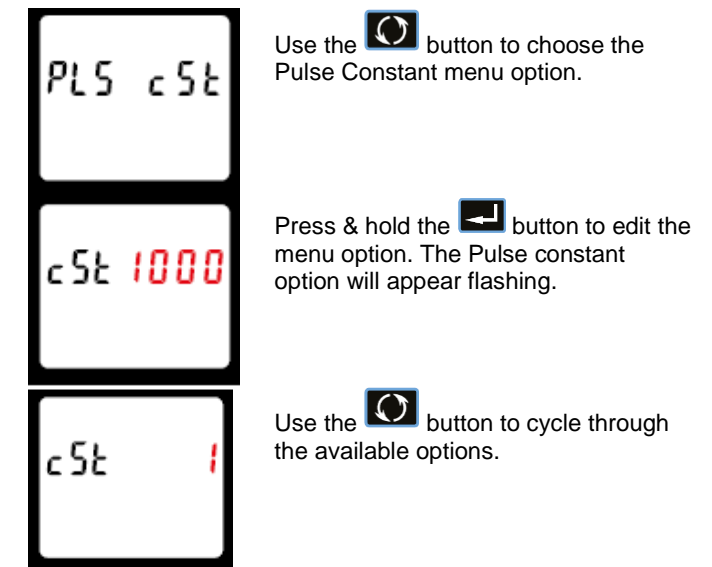 PLS cSt
Use the button to choose the
Pulse Constant menu option.
cSt 1000
Press & hold the button to edit the
menu option. The Pulse constant
option will appear flashing.
cSt 1
Use the button to cycle through
the available options.